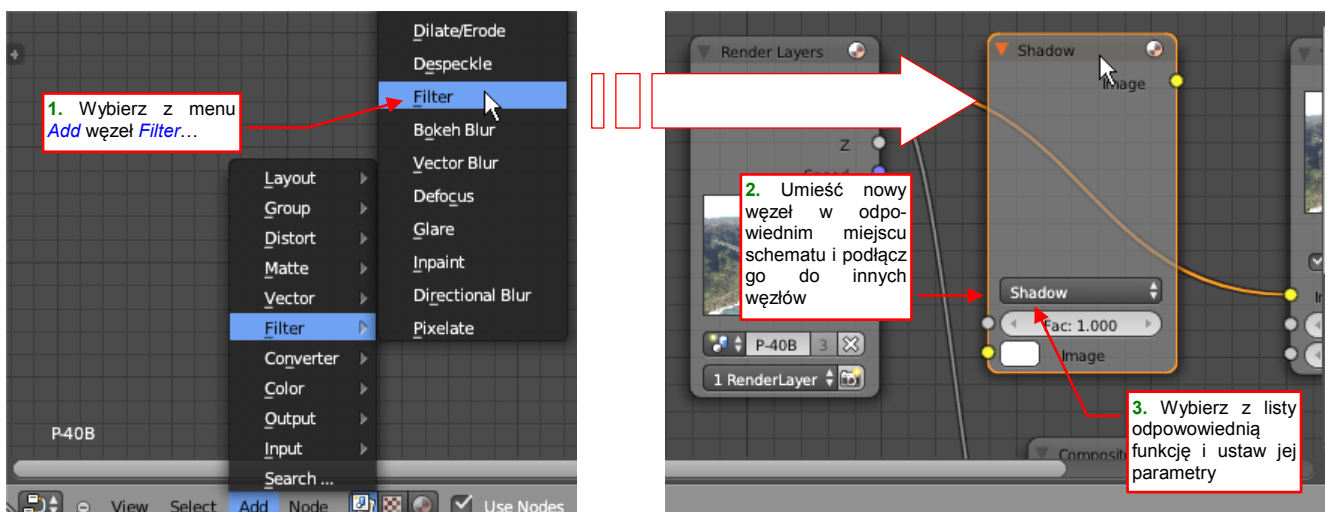 Dilate/Erode
Despeckle
Filter
Bokeh Blur
Vector Blur
Defocus
Glare
Inpaint
Directional Blur
Pixelate
1. Wybierz z menu
Add węzeł Filter…
Layout
Group
Distort
Matte
Vector
Filter
Converter
Color
Output
Input
Search ...
P-40B
View Select Add Node Use Nodes
Render Layers
Z
2. Umieść nowy
węzeł w odpo-
wiednim miejscu
schematu i podłącz
go do innych
węzłów
P-40B 3
1 RenderLayer
Shadow
Image
Shadow
Fac: 1.000
Image
3. Wybierz z listy
odpowowiednią
funkcję i ustaw jej
parametry